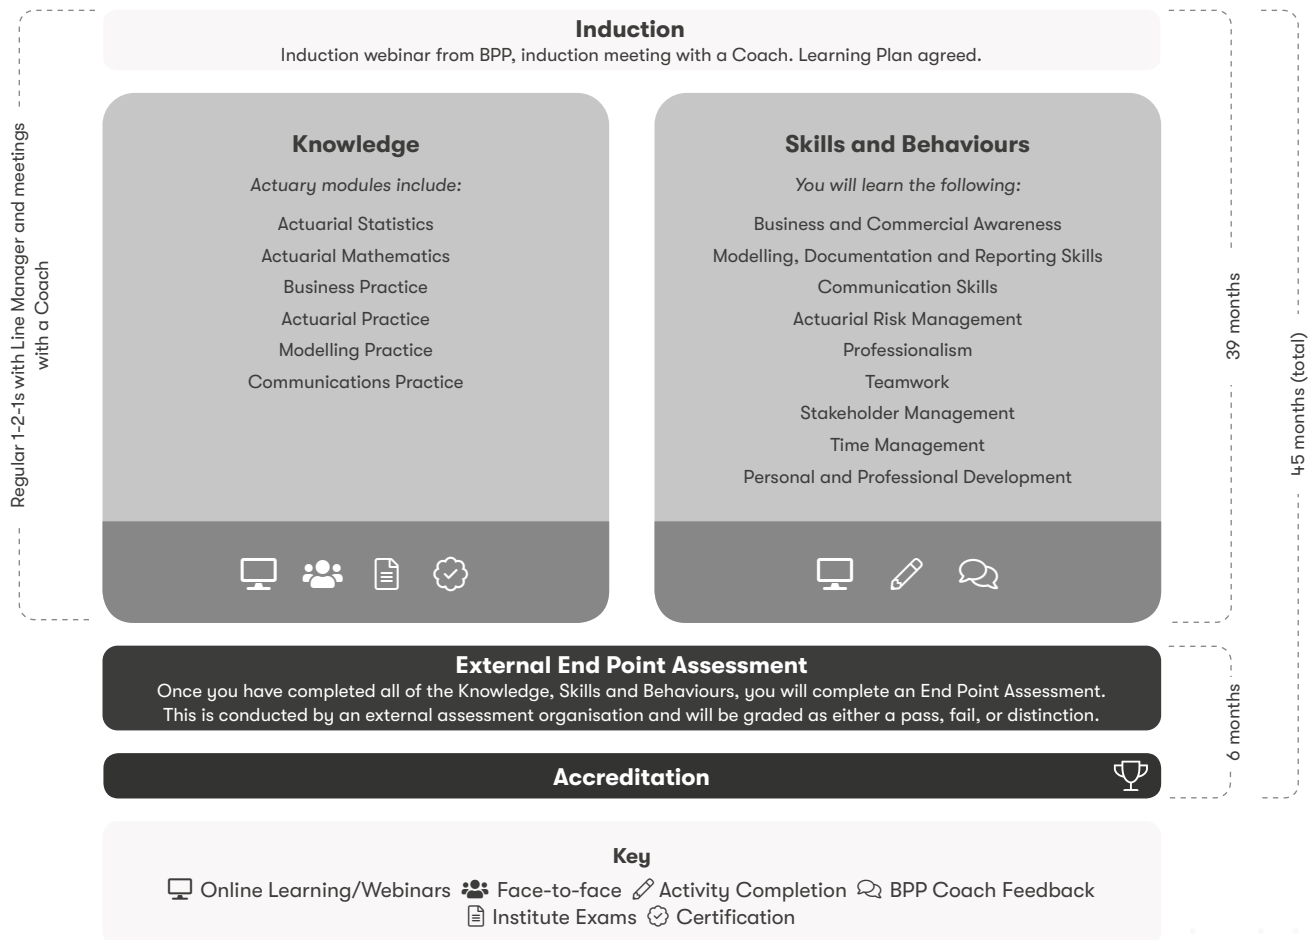 Induction
Induction webinar from BPP, induction meeting with a Coach. Learning Plan agreed.
Regular 1-2-1s with Line Manager and meetings
with a Coach
Knowledge
Actuary modules include:
Actuarial Statistics
Actuarial Mathematics
Business Practice
Actuarial Practice
Modelling Practice
Communications Practice
Skills and Behaviours
You will learn the following:
Business and Commercial Awareness
Modelling, Documentation and Reporting Skills
Communication Skills
Actuarial Risk Management
Professionalism
Teamwork
Stakeholder Management
Time Management
Personal and Professional Development
39 months
45 months (total)
External End Point Assessment
Once you have completed all of the Knowledge, Skills and Behaviours, you will complete an End Point Assessment.
This is conducted by an external assessment organisation and will be graded as either a pass, fail, or distinction.
6 months
Accreditation
Key
Online Learning/Webinars Face-to-face Activity Completion BPP Coach Feedback
Institute Exams Certification